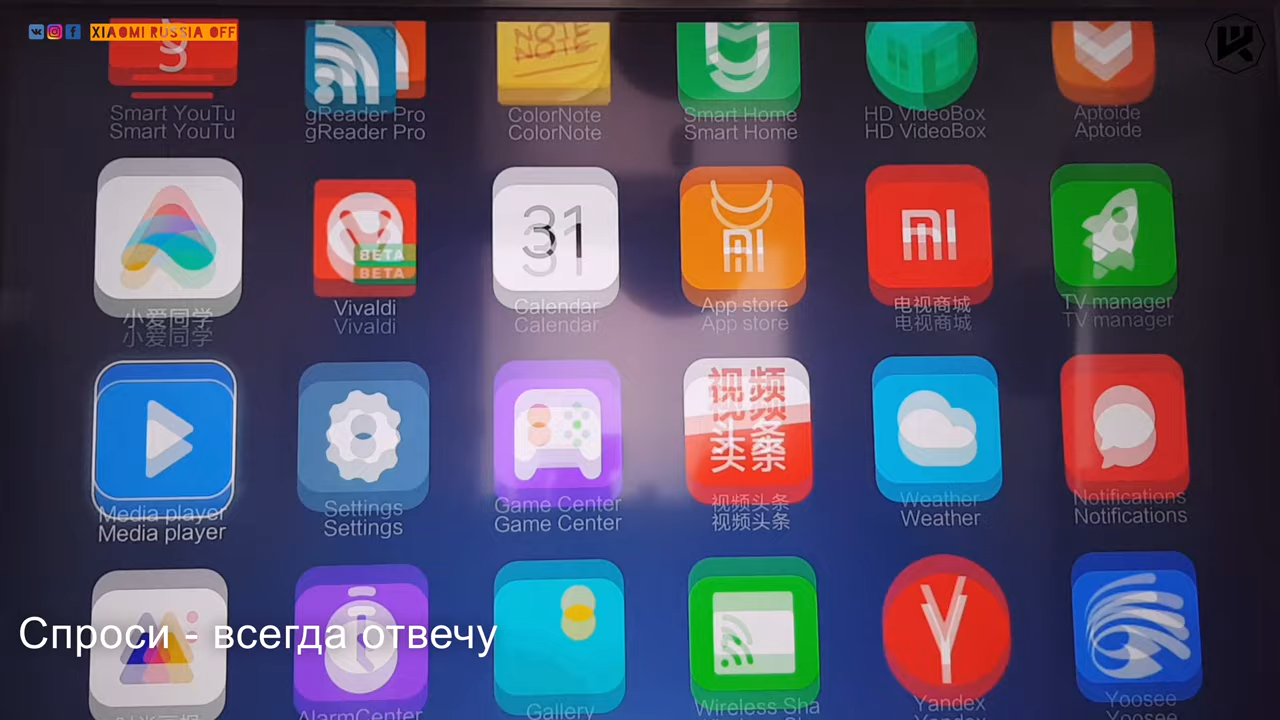 XIAOMI RUSSIA OFF
Smart YouTu gReader Pro ColorNote Smart Home HD VideoBox Aptoide
Smart YouTu gReader Pro ColorNote Smart Home HD VideoBox Aptoide
NOTE
31 MI MI
31
BETA
BETA
小爱同学 Vivaldi Calendar App store 电视商城 TV manager
小爱同学 Vivaldi Calendar App store 电视商城 TV manager
视频
头条
Media player Settings Game Center 视频头条 Weather Notifications
Media player Settings Game Center 视频头条 Weather Notifications
Спроси - всегда отвечу
AlarmCenter Gallery Wireless Sha Yandex Yoosee